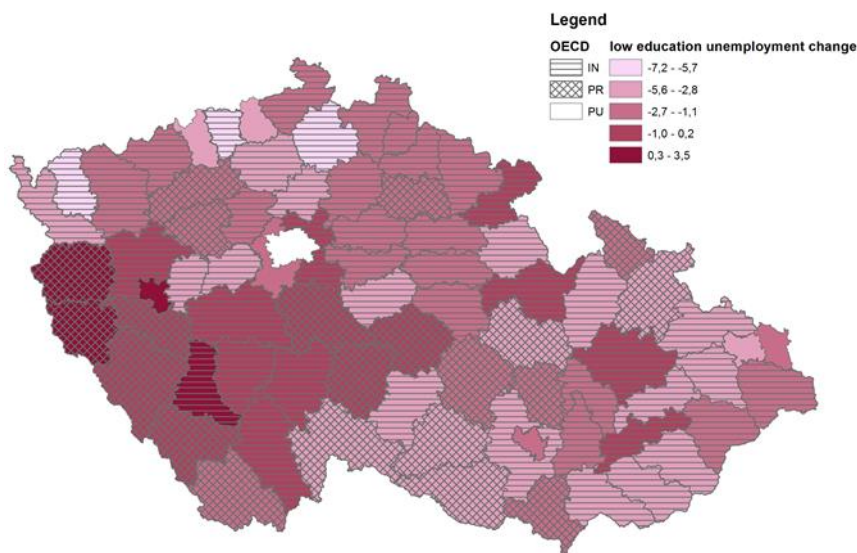 Legend
OECD low education unemployment change
IN -7,2 - -5,7
PR -5,6 - -2,8
PU -2,7 - -1,1
-1,0 - 0,2
0,3 - 3,5